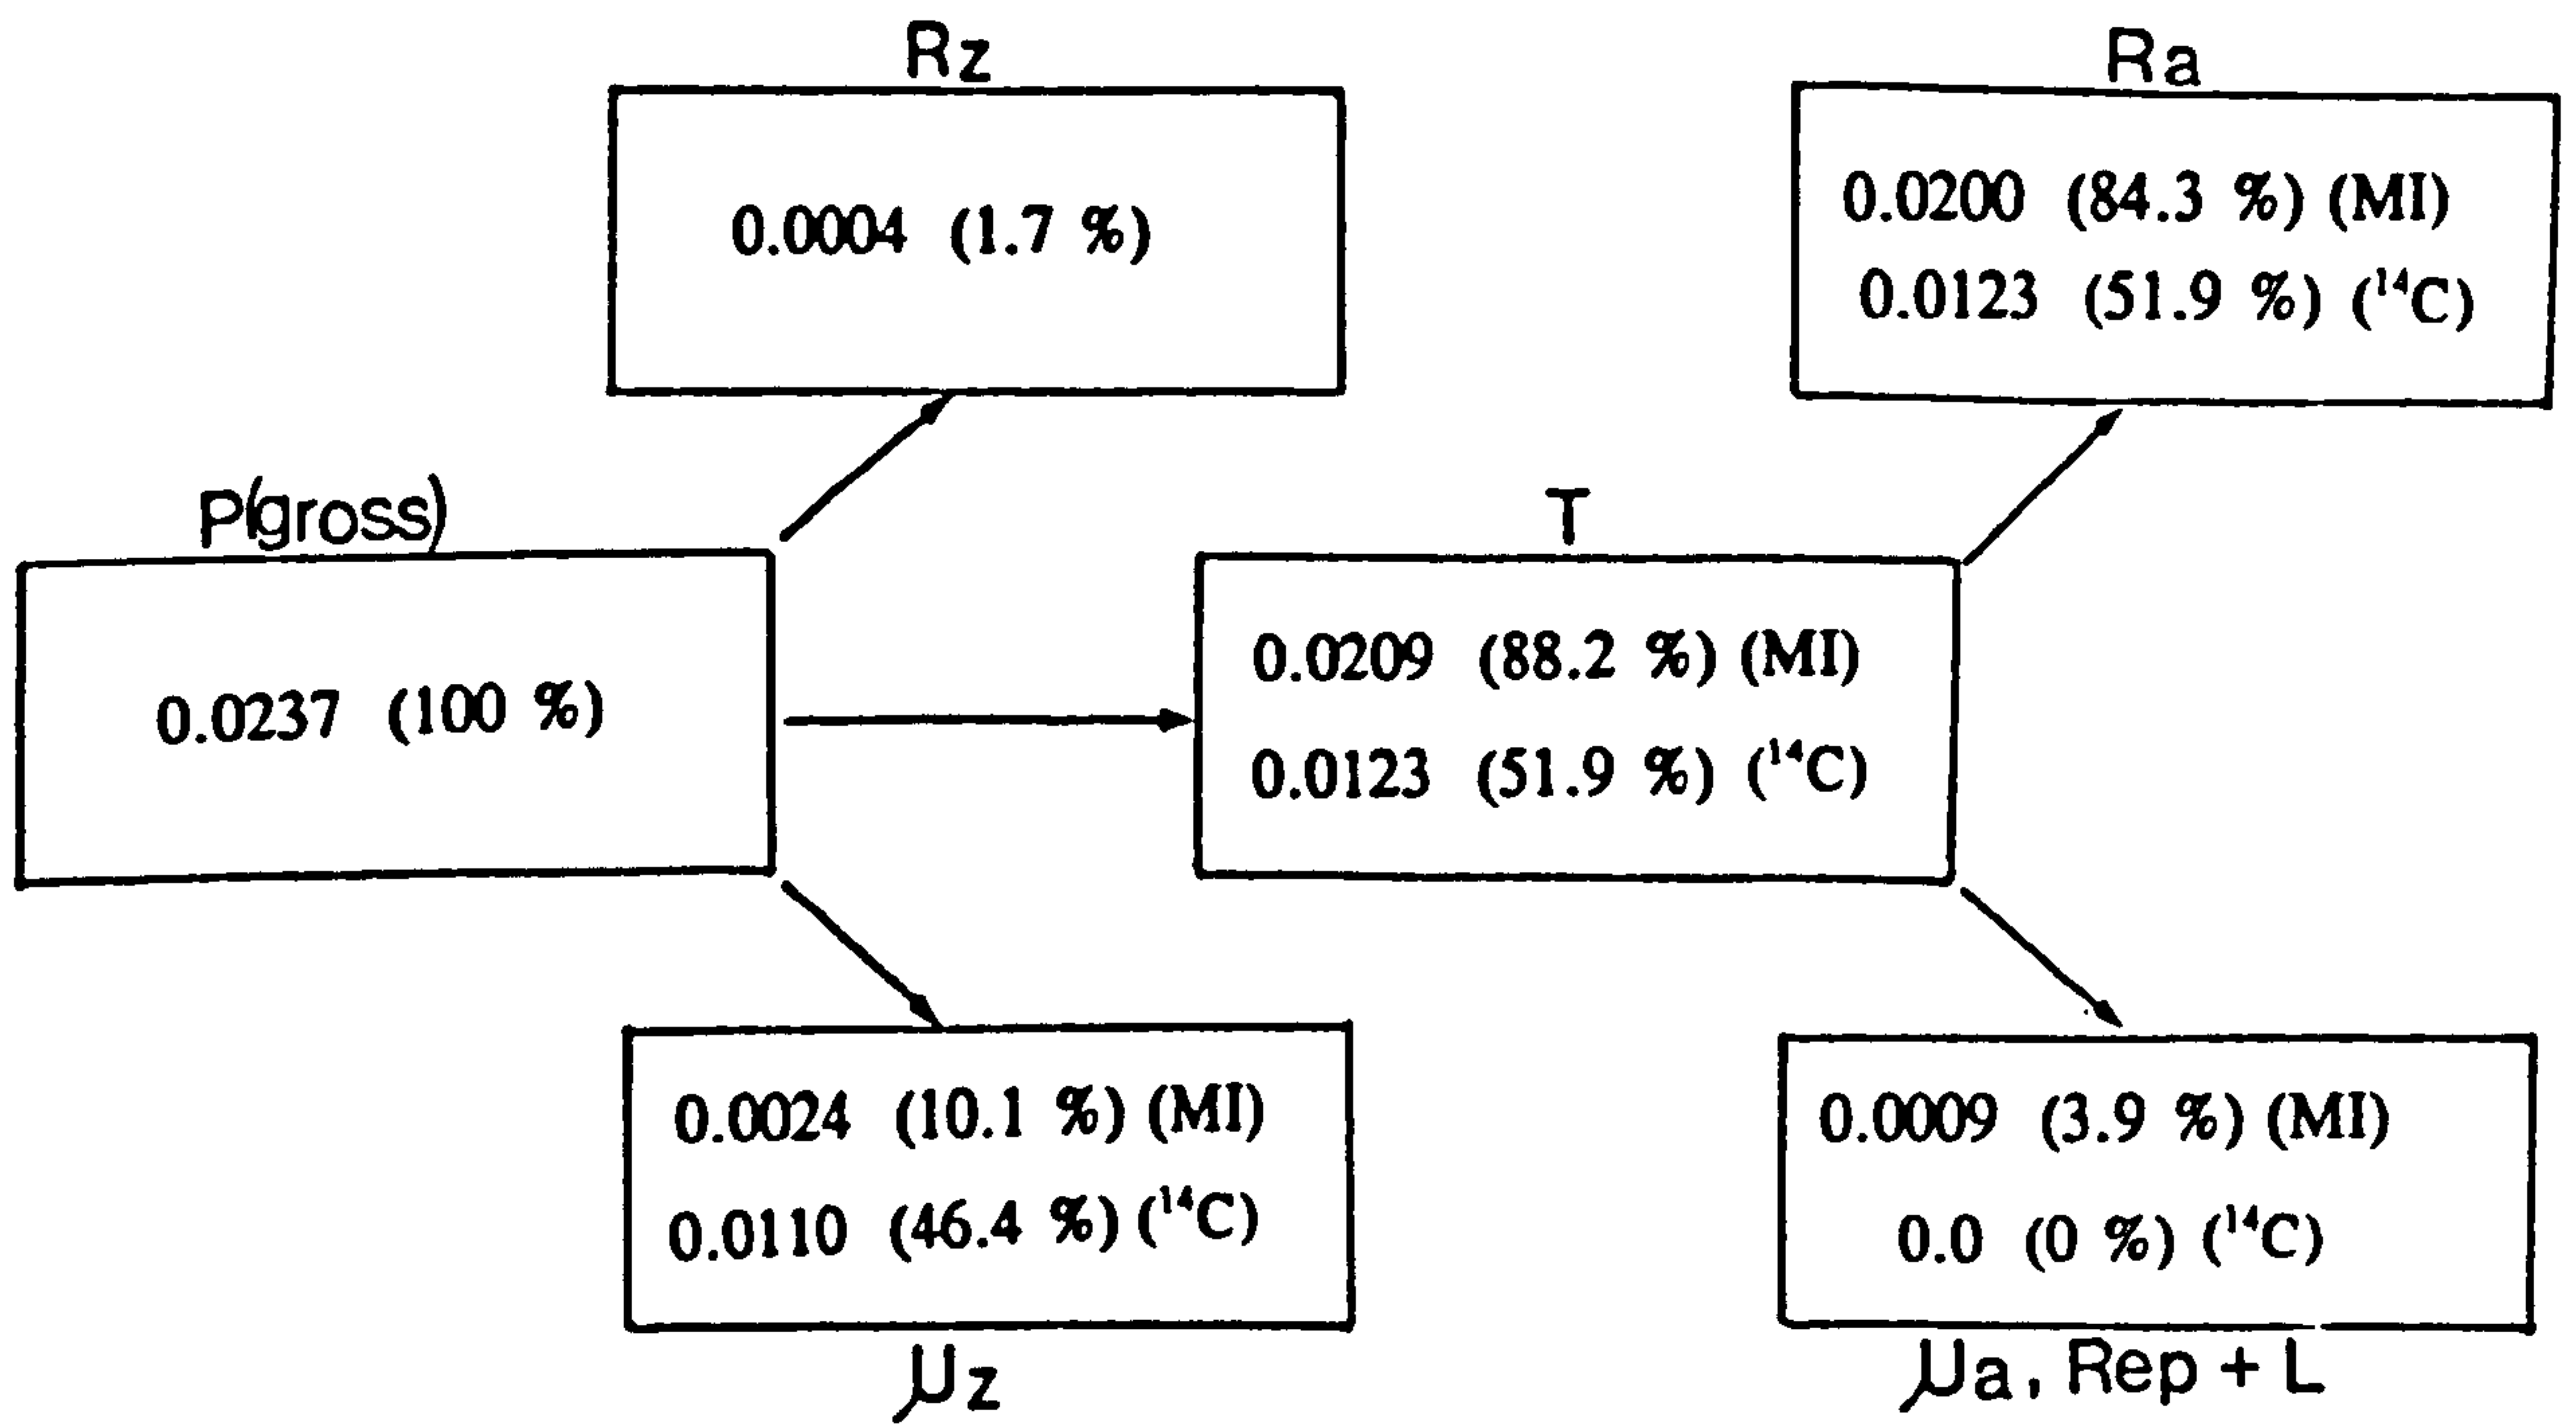 Rz
0.0004 (1.7 %)
Ra
0.0200 (84.3 %) (MI)
0.0123 (51.9 %) (¹⁴C)
P(gross)
0.0237 (100 %)
T
0.0209 (88.2 %) (MI)
0.0123 (51.9 %) (¹⁴C)
0.0024 (10.1 %) (MI)
0.0110 (46.4 %) (¹⁴C)
μz
0.0009 (3.9 %) (MI)
0.0 (0 %) (¹⁴C)
μa, Rep + L